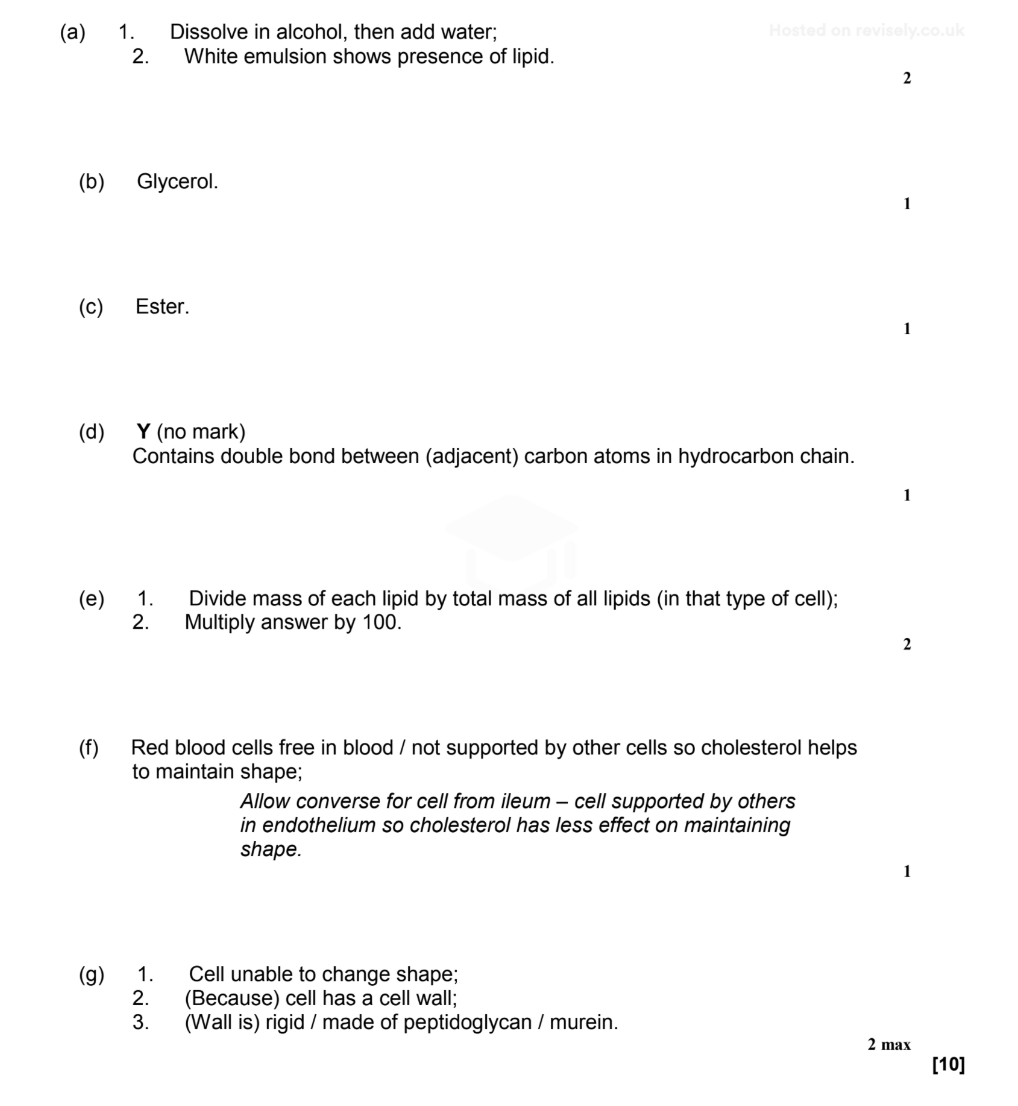 Hosted on revisely.co.uk
(a) 1. Dissolve in alcohol, then add water;
2. White emulsion shows presence of lipid.
2
(b) Glycerol.
1
(c) Ester.
1
(d) Y (no mark)
Contains double bond between (adjacent) carbon atoms in hydrocarbon chain.
1
(e) 1. Divide mass of each lipid by total mass of all lipids (in that type of cell);
2. Multiply answer by 100.
2
(f) Red blood cells free in blood / not supported by other cells so cholesterol helps
to maintain shape;
Allow converse for cell from ileum – cell supported by others
in endothelium so cholesterol has less effect on maintaining
shape.
1
(g) 1. Cell unable to change shape;
2. (Because) cell has a cell wall;
3. (Wall is) rigid / made of peptidoglycan / murein.
2 max
[10]